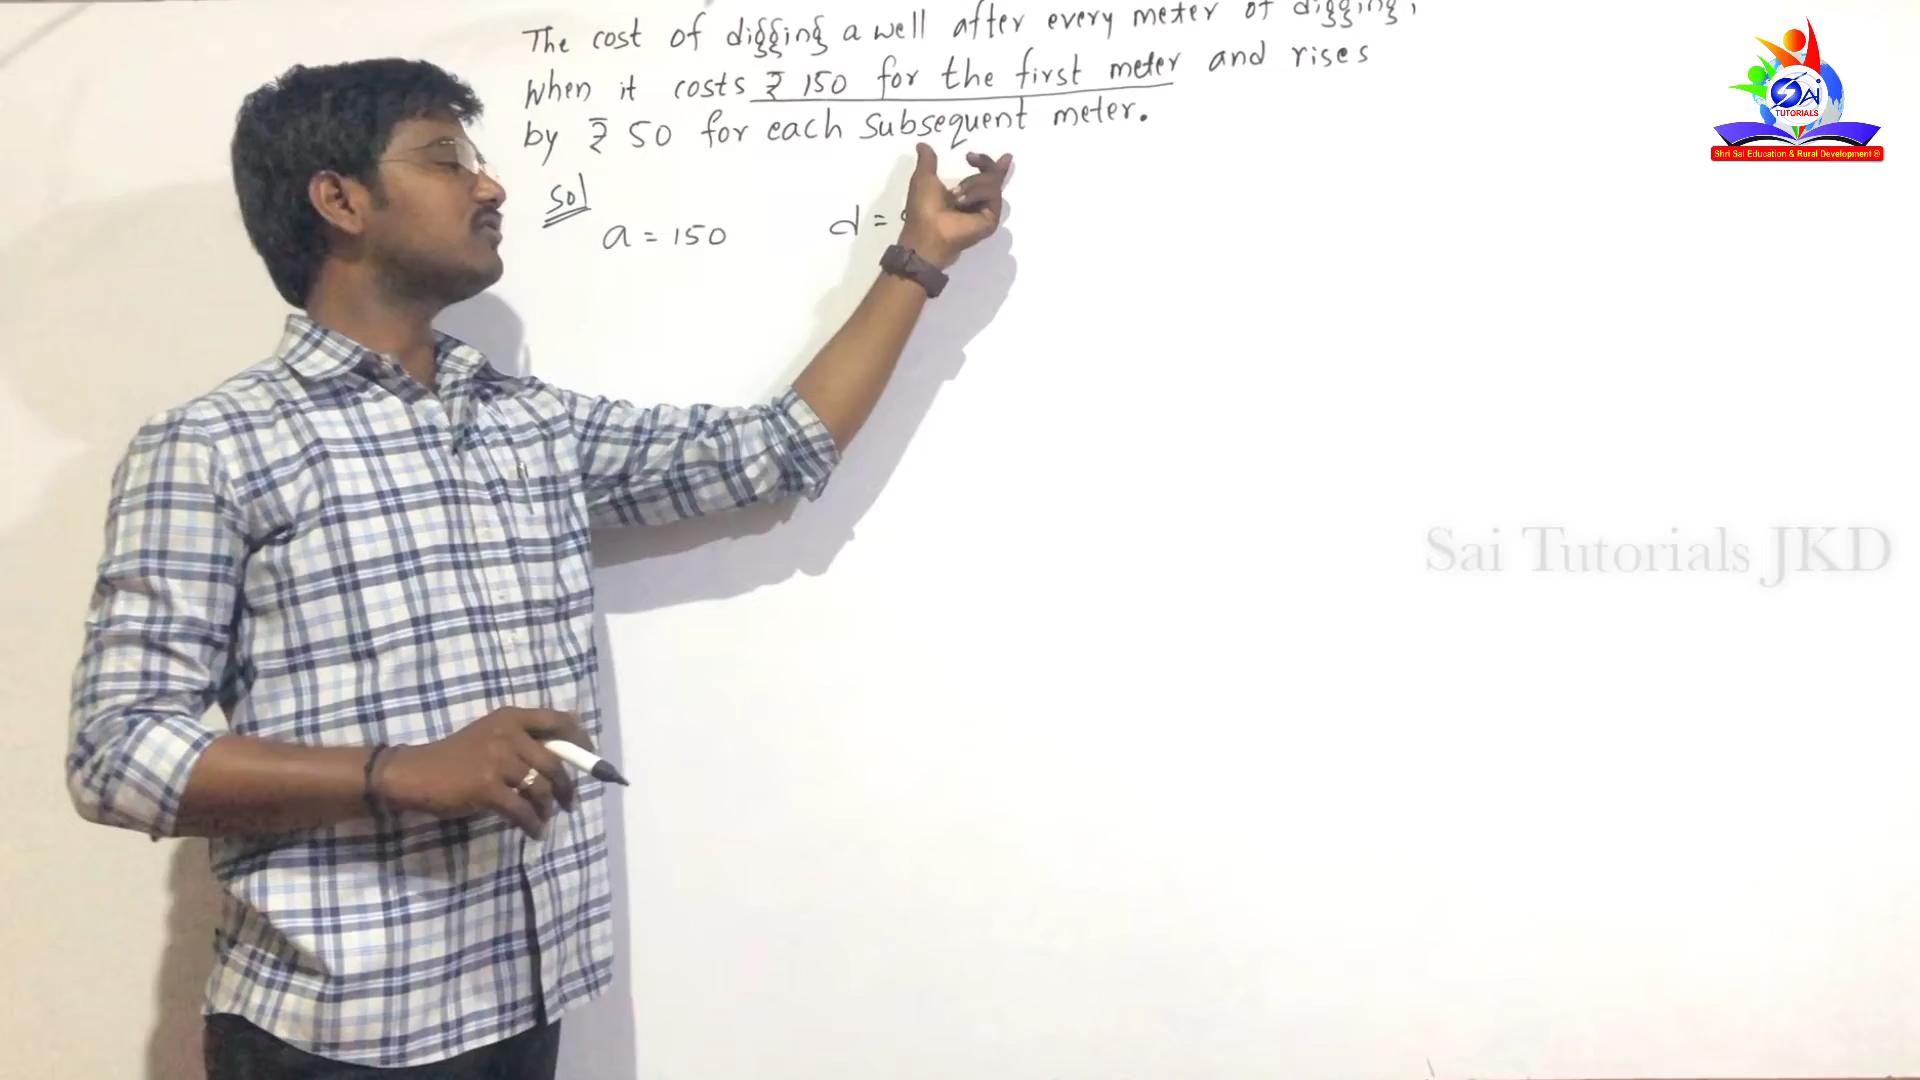 The cost of digging a well after every meter of digging,
When it costs ₹ 150 for the first meter and rises
by ₹ 50 for each subsequent meter.
Sol
a = 150 d =
SAI
TUTORIALS
Shri Sai Education & Rural Development ®
Sai Tutorials JKD